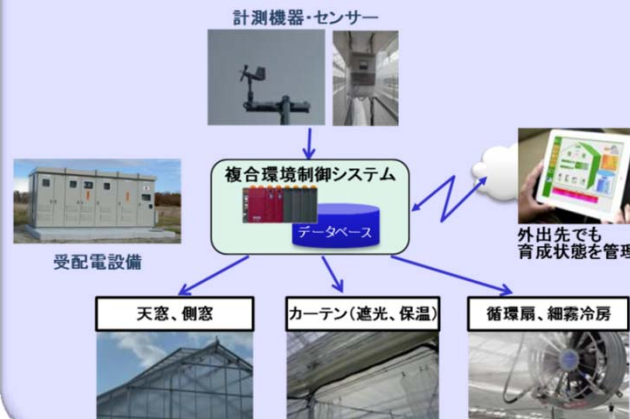 計測機器・センサー
複合環境制御システム
データベース
受配電設備
外出先でも
育成状態を管理
天窓、側窓
カーテン(遮光、保温)
循環扇、細霧冷房